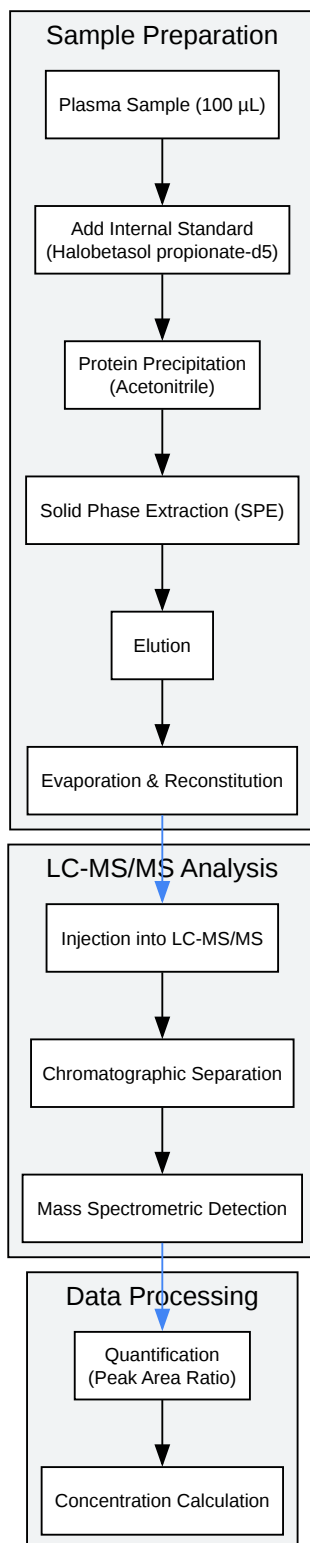 Sample Preparation
Plasma Sample (100 µL)
Add Internal Standard
(Halobetasol propionate-d5)
Protein Precipitation
(Acetonitrile)
Solid Phase Extraction (SPE)
Elution
Evaporation & Reconstitution
LC-MS/MS Analysis
Injection into LC-MS/MS
Chromatographic Separation
Mass Spectrometric Detection
Data Processing
Quantification
(Peak Area Ratio)
Concentration Calculation